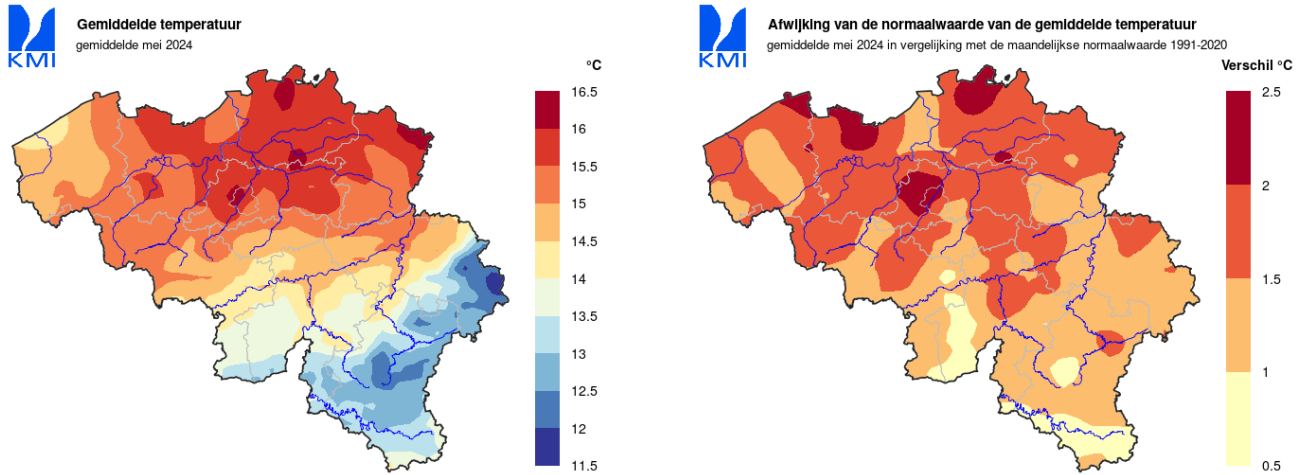 Gemiddelde temperatuur
gemiddelde mei 2024
KMI
°C
16.5
16
15.5
15
14.5
14
13.5
13
12.5
12
11.5
Afwijking van de normaalwaarde van de gemiddelde temperatuur
gemiddelde mei 2024 in vergelijking met de maandelijkse normaalwaarde 1991-2020
KMI
Verschil °C
2.5
2
1.5
1
0.5